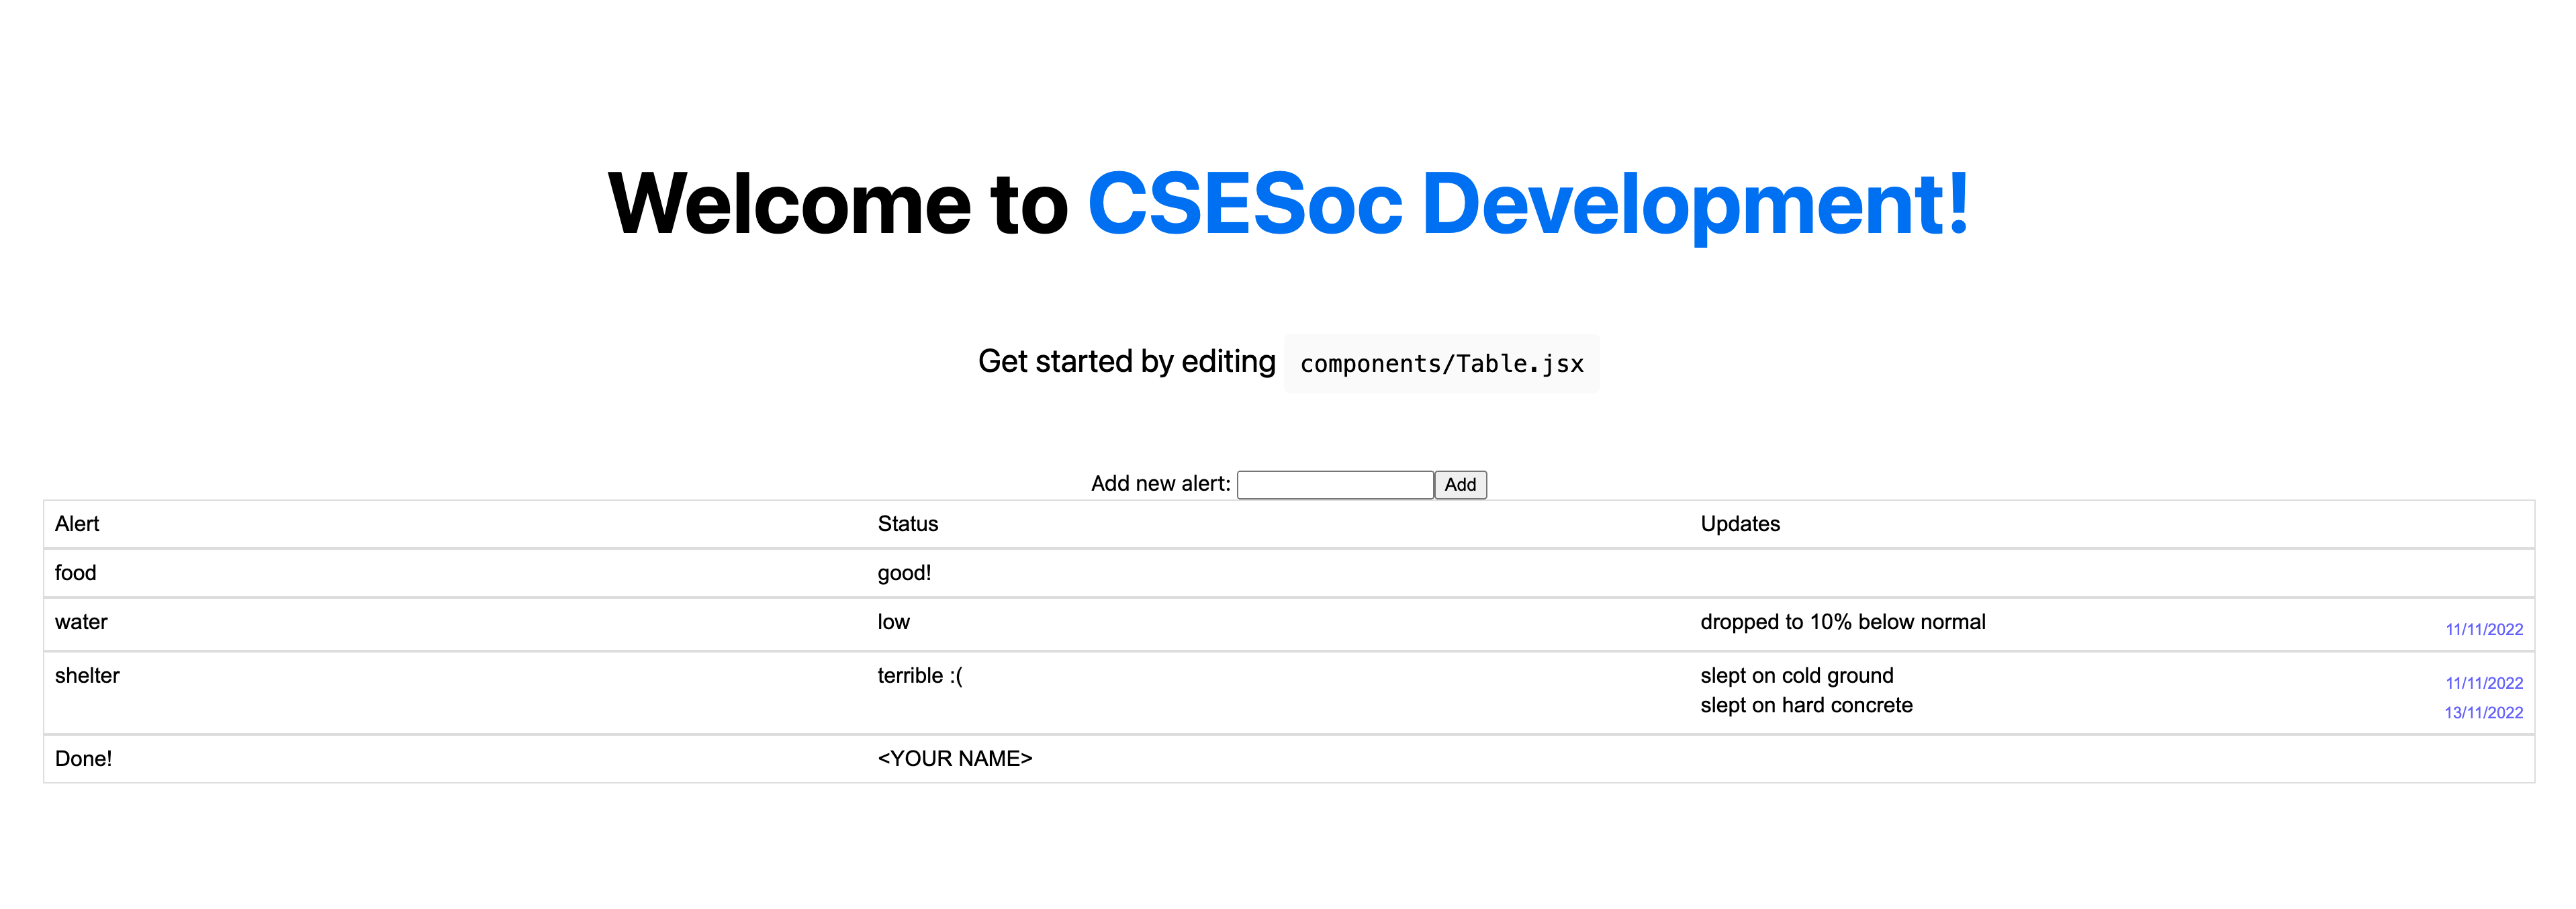 Welcome to CSESoc Development!
Get started by editing components/Table.jsx
Add new alert: Add
Alert Status Updates
food good!
water low dropped to 10% below normal 11/11/2022
shelter terrible :( slept on cold ground 11/11/2022
slept on hard concrete 13/11/2022
Done! <YOUR NAME>